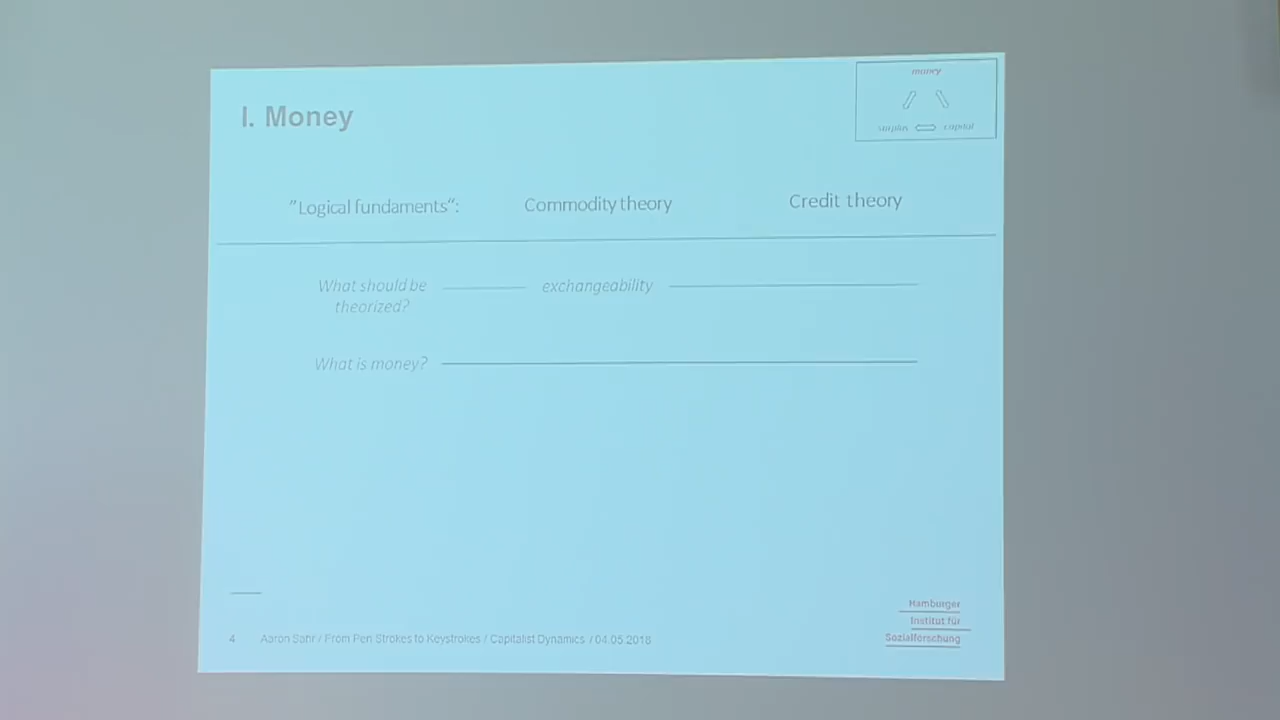 money
surplus capital
I. Money
"Logical fundaments“: Commodity theory Credit theory
What should be exchangeability
theorized?
What is money?
Hamburger
Institut für
Sozialforschung
4 Aaron Sahr / From Pen Strokes to Keystrokes / Capitalist Dynamics / 04.05.2018